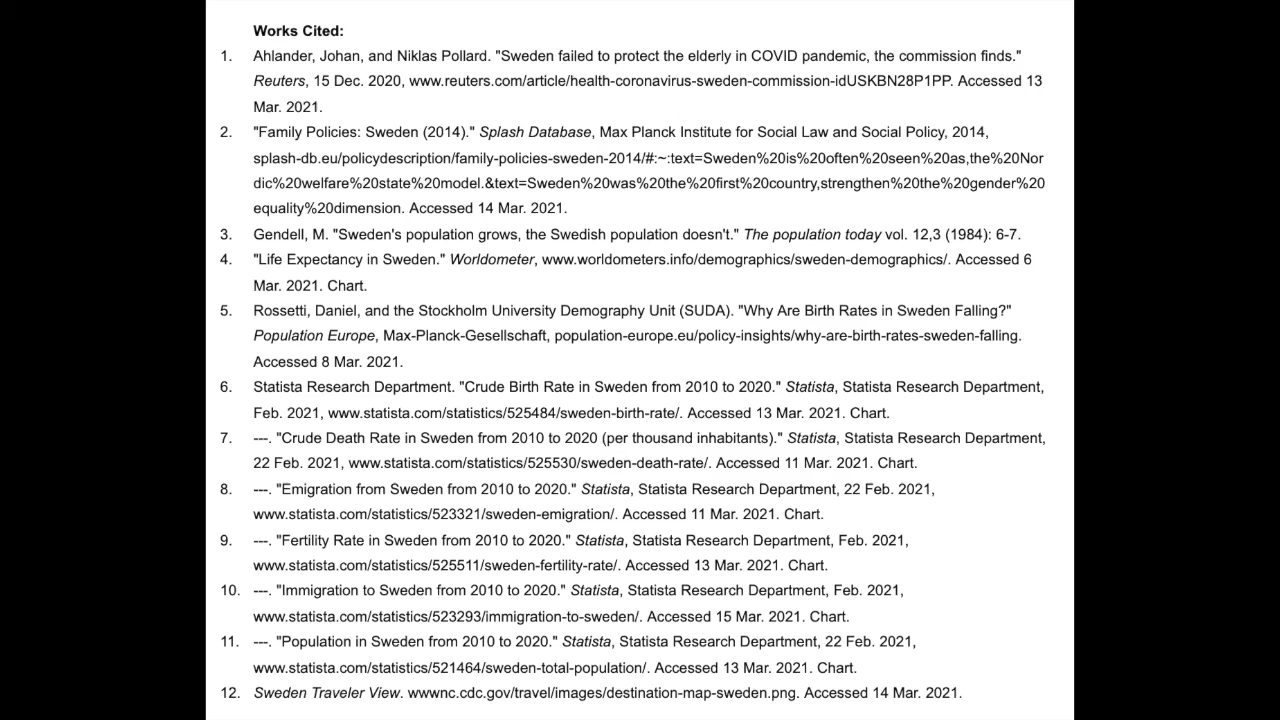 Works Cited:
1. Ahlander, Johan, and Niklas Pollard. "Sweden failed to protect the elderly in COVID pandemic, the commission finds."
Reuters, 15 Dec. 2020, www.reuters.com/article/health-coronavirus-sweden-commission-idUSKBN28P1PP. Accessed 13
Mar. 2021.
2. "Family Policies: Sweden (2014)." Splash Database, Max Planck Institute for Social Law and Social Policy, 2014,
splash-db.eu/policydescription/family-policies-sweden-2014/#:~:text=Sweden%20is%20often%20seen%20as,the%20Nor
dic%20welfare%20state%20model.&text=Sweden%20was%20the%20first%20country,strengthen%20the%20gender%20
equality%20dimension. Accessed 14 Mar. 2021.
3. Gendell, M. "Sweden's population grows, the Swedish population doesn't." The population today vol. 12,3 (1984): 6-7.
4. "Life Expectancy in Sweden." Worldometer, www.worldometers.info/demographics/sweden-demographics/. Accessed 6
Mar. 2021. Chart.
5. Rossetti, Daniel, and the Stockholm University Demography Unit (SUDA). "Why Are Birth Rates in Sweden Falling?"
Population Europe, Max-Planck-Gesellschaft, population-europe.eu/policy-insights/why-are-birth-rates-sweden-falling.
Accessed 8 Mar. 2021.
6. Statista Research Department. "Crude Birth Rate in Sweden from 2010 to 2020." Statista, Statista Research Department,
Feb. 2021, www.statista.com/statistics/525484/sweden-birth-rate/. Accessed 13 Mar. 2021. Chart.
7. ---. "Crude Death Rate in Sweden from 2010 to 2020 (per thousand inhabitants)." Statista, Statista Research Department,
22 Feb. 2021, www.statista.com/statistics/525530/sweden-death-rate/. Accessed 11 Mar. 2021. Chart.
8. ---. "Emigration from Sweden from 2010 to 2020." Statista, Statista Research Department, 22 Feb. 2021,
www.statista.com/statistics/523321/sweden-emigration/. Accessed 11 Mar. 2021. Chart.
9. ---. "Fertility Rate in Sweden from 2010 to 2020." Statista, Statista Research Department, Feb. 2021,
www.statista.com/statistics/525511/sweden-fertility-rate/. Accessed 13 Mar. 2021. Chart.
10. ---. "Immigration to Sweden from 2010 to 2020." Statista, Statista Research Department, Feb. 2021,
www.statista.com/statistics/523293/immigration-to-sweden/. Accessed 15 Mar. 2021. Chart.
11. ---. "Population in Sweden from 2010 to 2020." Statista, Statista Research Department, 22 Feb. 2021,
www.statista.com/statistics/521464/sweden-total-population/. Accessed 13 Mar. 2021. Chart.
12. Sweden Traveler View. wwwnc.cdc.gov/travel/images/destination-map-sweden.png. Accessed 14 Mar. 2021.